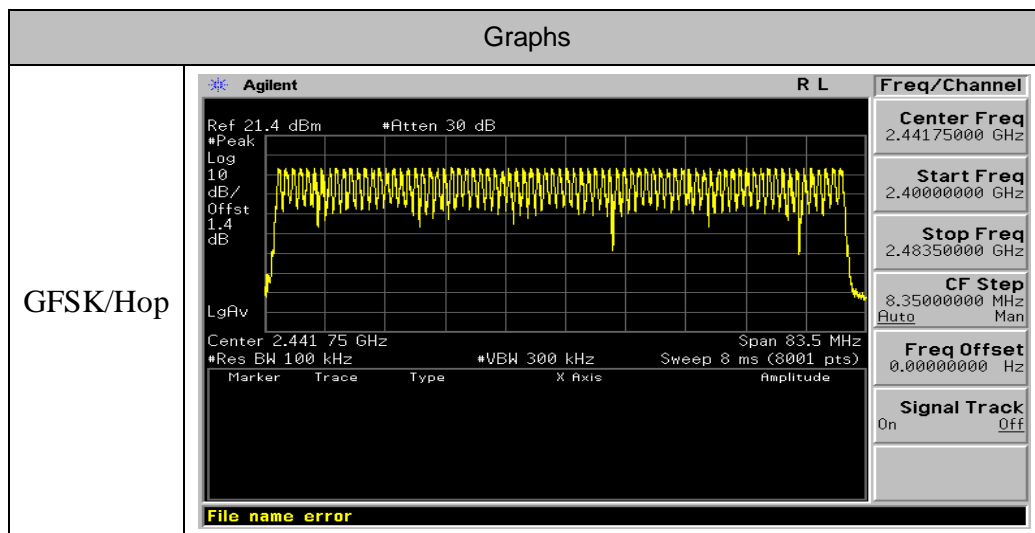 Graphs
GFSK/Hop
Agilent R L
Ref 21.4 dBm #Atten 30 dB
#Peak
Log
10
dB/
Offst
1.4
dB
LgAv
Center 2.441 75 GHz Span 83.5 MHz
#Res BW 100 kHz #VBW 300 kHz Sweep 8 ms (8001 pts)
Marker Trace Type X Axis Amplitude
File name error
Freq/Channel
Center Freq
2.44175000 GHz
Start Freq
2.40000000 GHz
Stop Freq
2.48350000 GHz
CF Step
8.35000000 MHz
Auto Man
Freq Offset
0.00000000 Hz
Signal Track
On Off